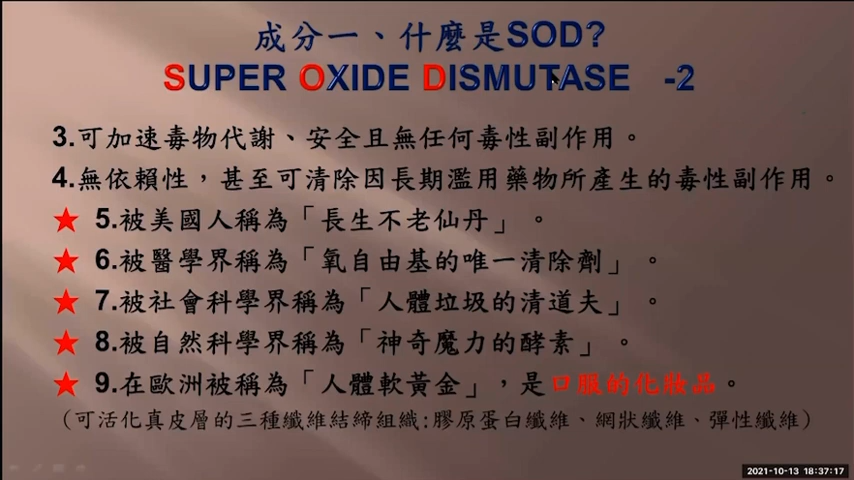 成分一、什麼是SOD?
SUPER OXIDE DISMUTASE -2
3.可加速毒物代謝、安全且無任何毒性副作用。
4.無依賴性，甚至可清除因長期濫用藥物所產生的毒性副作用。
★ 5.被美國人稱為「長生不老仙丹」。
★ 6.被醫學界稱為「氧自由基的唯一清除劑」。
★ 7.被社會科學界稱為「人體垃圾的清道夫」。
★ 8.被自然科學界稱為「神奇魔力的酵素」。
★ 9.在歐洲被稱為「人體軟黃金」，是口服的化妝品。
(可活化真皮層的三種纖維結締組織:膠原蛋白纖維、網狀纖維、彈性纖維)
2021-10-13 18:37:17